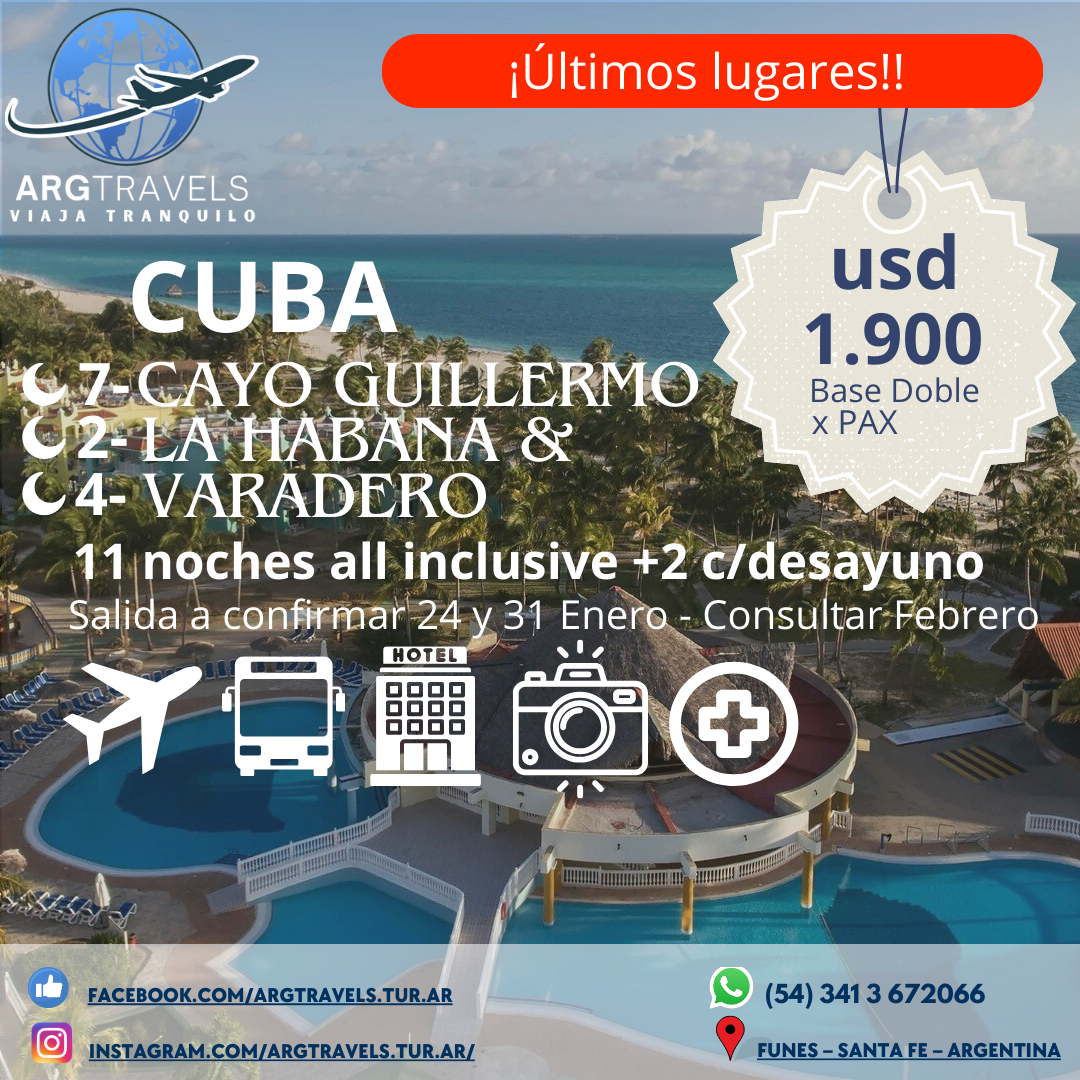 ¡Últimos lugares!!
ARGTRAVELS
VIAJA TRANQUILO
usd
1.900
Base Doble
x PAX
CUBA
7-CAYO GUILLERMO
2- LA HABANA &
4- VARADERO
11 noches all inclusive +2 c/desayuno
Salida a confirmar 24 y 31 Enero - Consultar Febrero
HOTEL
FACEBOOK.COM/ARGTRAVELS.TUR.AR
(54) 341 3 672066
INSTAGRAM.COM/ARGTRAVELS.TUR.AR/
FUNES – SANTA FE – ARGENTINA